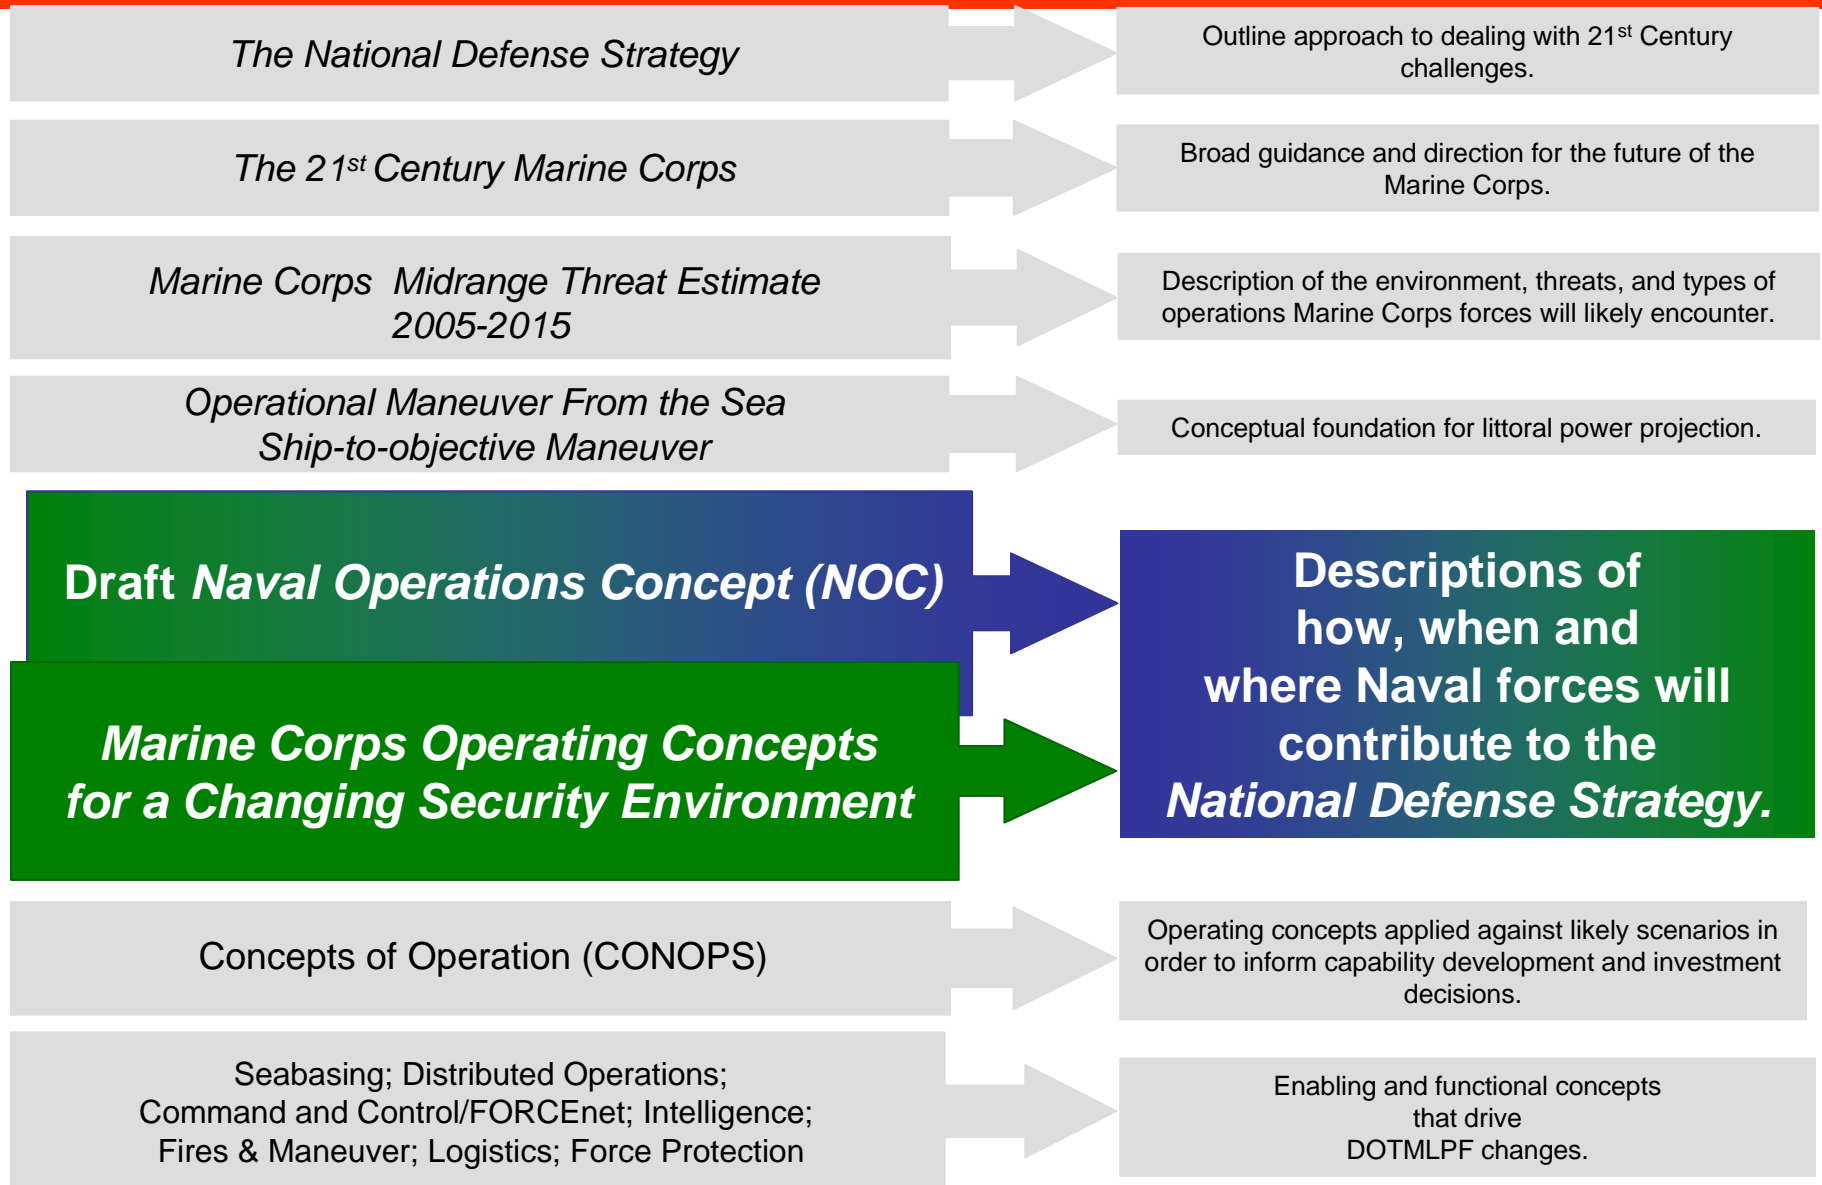 The National Defense Strategy
Outline approach to dealing with 21st Century
challenges.
The 21st Century Marine Corps
Broad guidance and direction for the future of the
Marine Corps.
Marine Corps Midrange Threat Estimate
2005-2015
Description of the environment, threats, and types of
operations Marine Corps forces will likely encounter.
Operational Maneuver From the Sea
Ship-to-objective Maneuver
Conceptual foundation for littoral power projection.
Draft Naval Operations Concept (NOC)
Marine Corps Operating Concepts
for a Changing Security Environment
Descriptions of
how, when and
where Naval forces will
contribute to the
National Defense Strategy.
Concepts of Operation (CONOPS)
Operating concepts applied against likely scenarios in
order to inform capability development and investment
decisions.
Seabasing; Distributed Operations;
Command and Control/FORCEnet; Intelligence;
Fires & Maneuver; Logistics; Force Protection
Enabling and functional concepts
that drive
DOTMLPF changes.